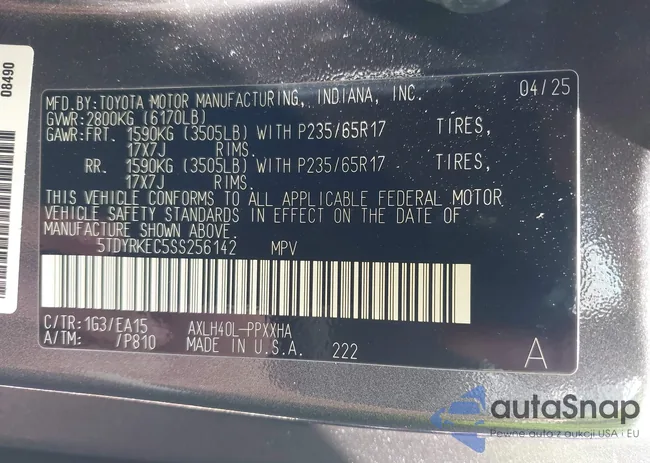 08490
MFD.BY:TOYOTA MOTOR MANUFACTURING, INDIANA, INC. 04/25
GVWR:2800KG (6170LB)
GAWR:FRT. 1590KG (3505LB) WITH P235/65R17 TIRES,
17X7J RIMS.
RR. 1590KG (3505LB) WITH P235/65R17 TIRES,
17X7J RIMS.
THIS VEHICLE CONFORMS TO ALL APPLICABLE FEDERAL MOTOR
VEHICLE SAFETY STANDARDS IN EFFECT ON THE DATE OF
MANUFACTURE SHOWN ABOVE.
5TDYRKEC5SS256142 MPV
C/TR:1G3/EA15 AXLH40L-PPXXHA
A/TM: /P810 MADE IN U.S.A. 222 A
autaSnap
Pewne auta z aukcji USA i EU